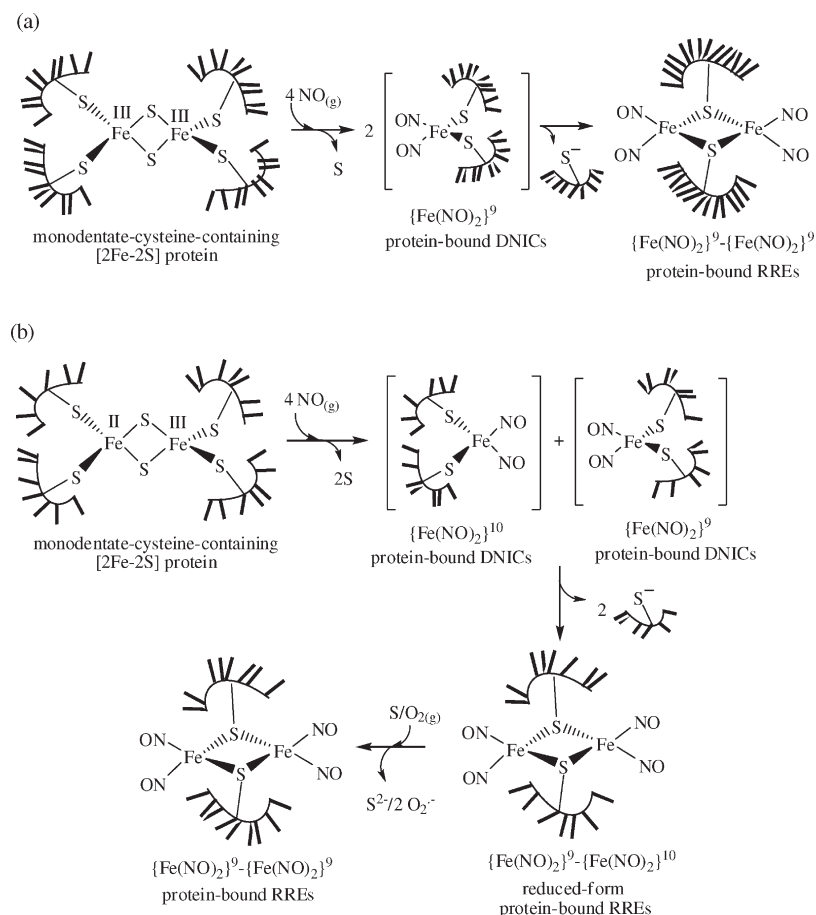 (a)
III S III
S Fe Fe S
S S S
4 NO(g)
S
2
ON
ON Fe S
S
S⁻
ON S NO
Fe Fe
ON S NO
monodentate-cysteine-containing
[2Fe-2S] protein
{Fe(NO)₂}⁹
protein-bound DNICs
{Fe(NO)₂}⁹-{Fe(NO)₂}⁹
protein-bound RREs
(b)
II S III
S Fe Fe S
S S S
4 NO(g)
2S
S NO
Fe
S NO
+
ON S
Fe
ON S
monodentate-cysteine-containing
[2Fe-2S] protein
{Fe(NO)₂}¹⁰
protein-bound DNICs
{Fe(NO)₂}⁹
protein-bound DNICs
2 S⁻
ON S NO
Fe Fe
ON S NO
S/O₂(g)
S²⁻/2 O₂·⁻
ON S NO
Fe Fe
ON S NO
{Fe(NO)₂}⁹-{Fe(NO)₂}⁹
protein-bound RREs
{Fe(NO)₂}⁹-{Fe(NO)₂}¹⁰
reduced-form
protein-bound RREs